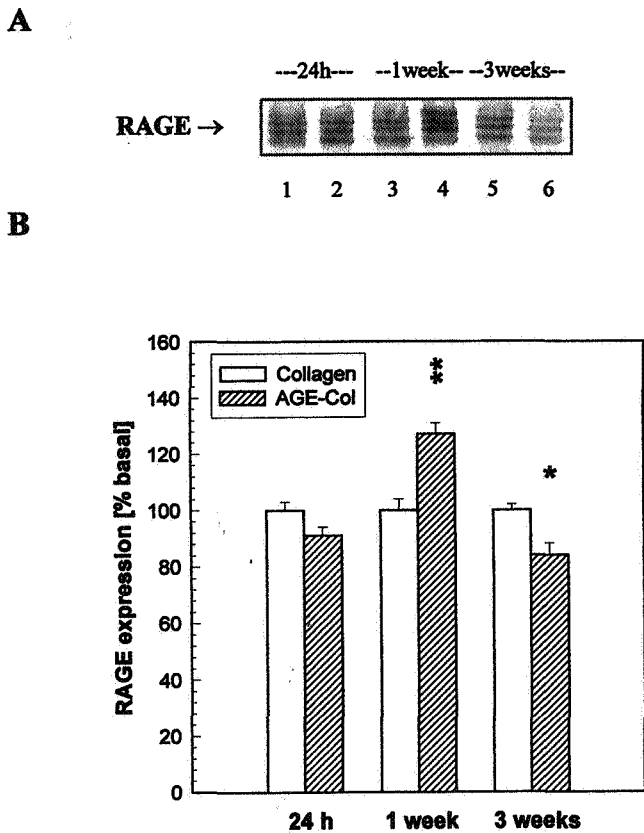 A
---24h--- --1week-- --3weeks--
RAGE →
1 2 3 4 5 6
B
160
140
120
100
80
60
40
20
0
RAGE expression [% basal]
Collagen
AGE-Col
**
*
24 h 1 week 3 weeks